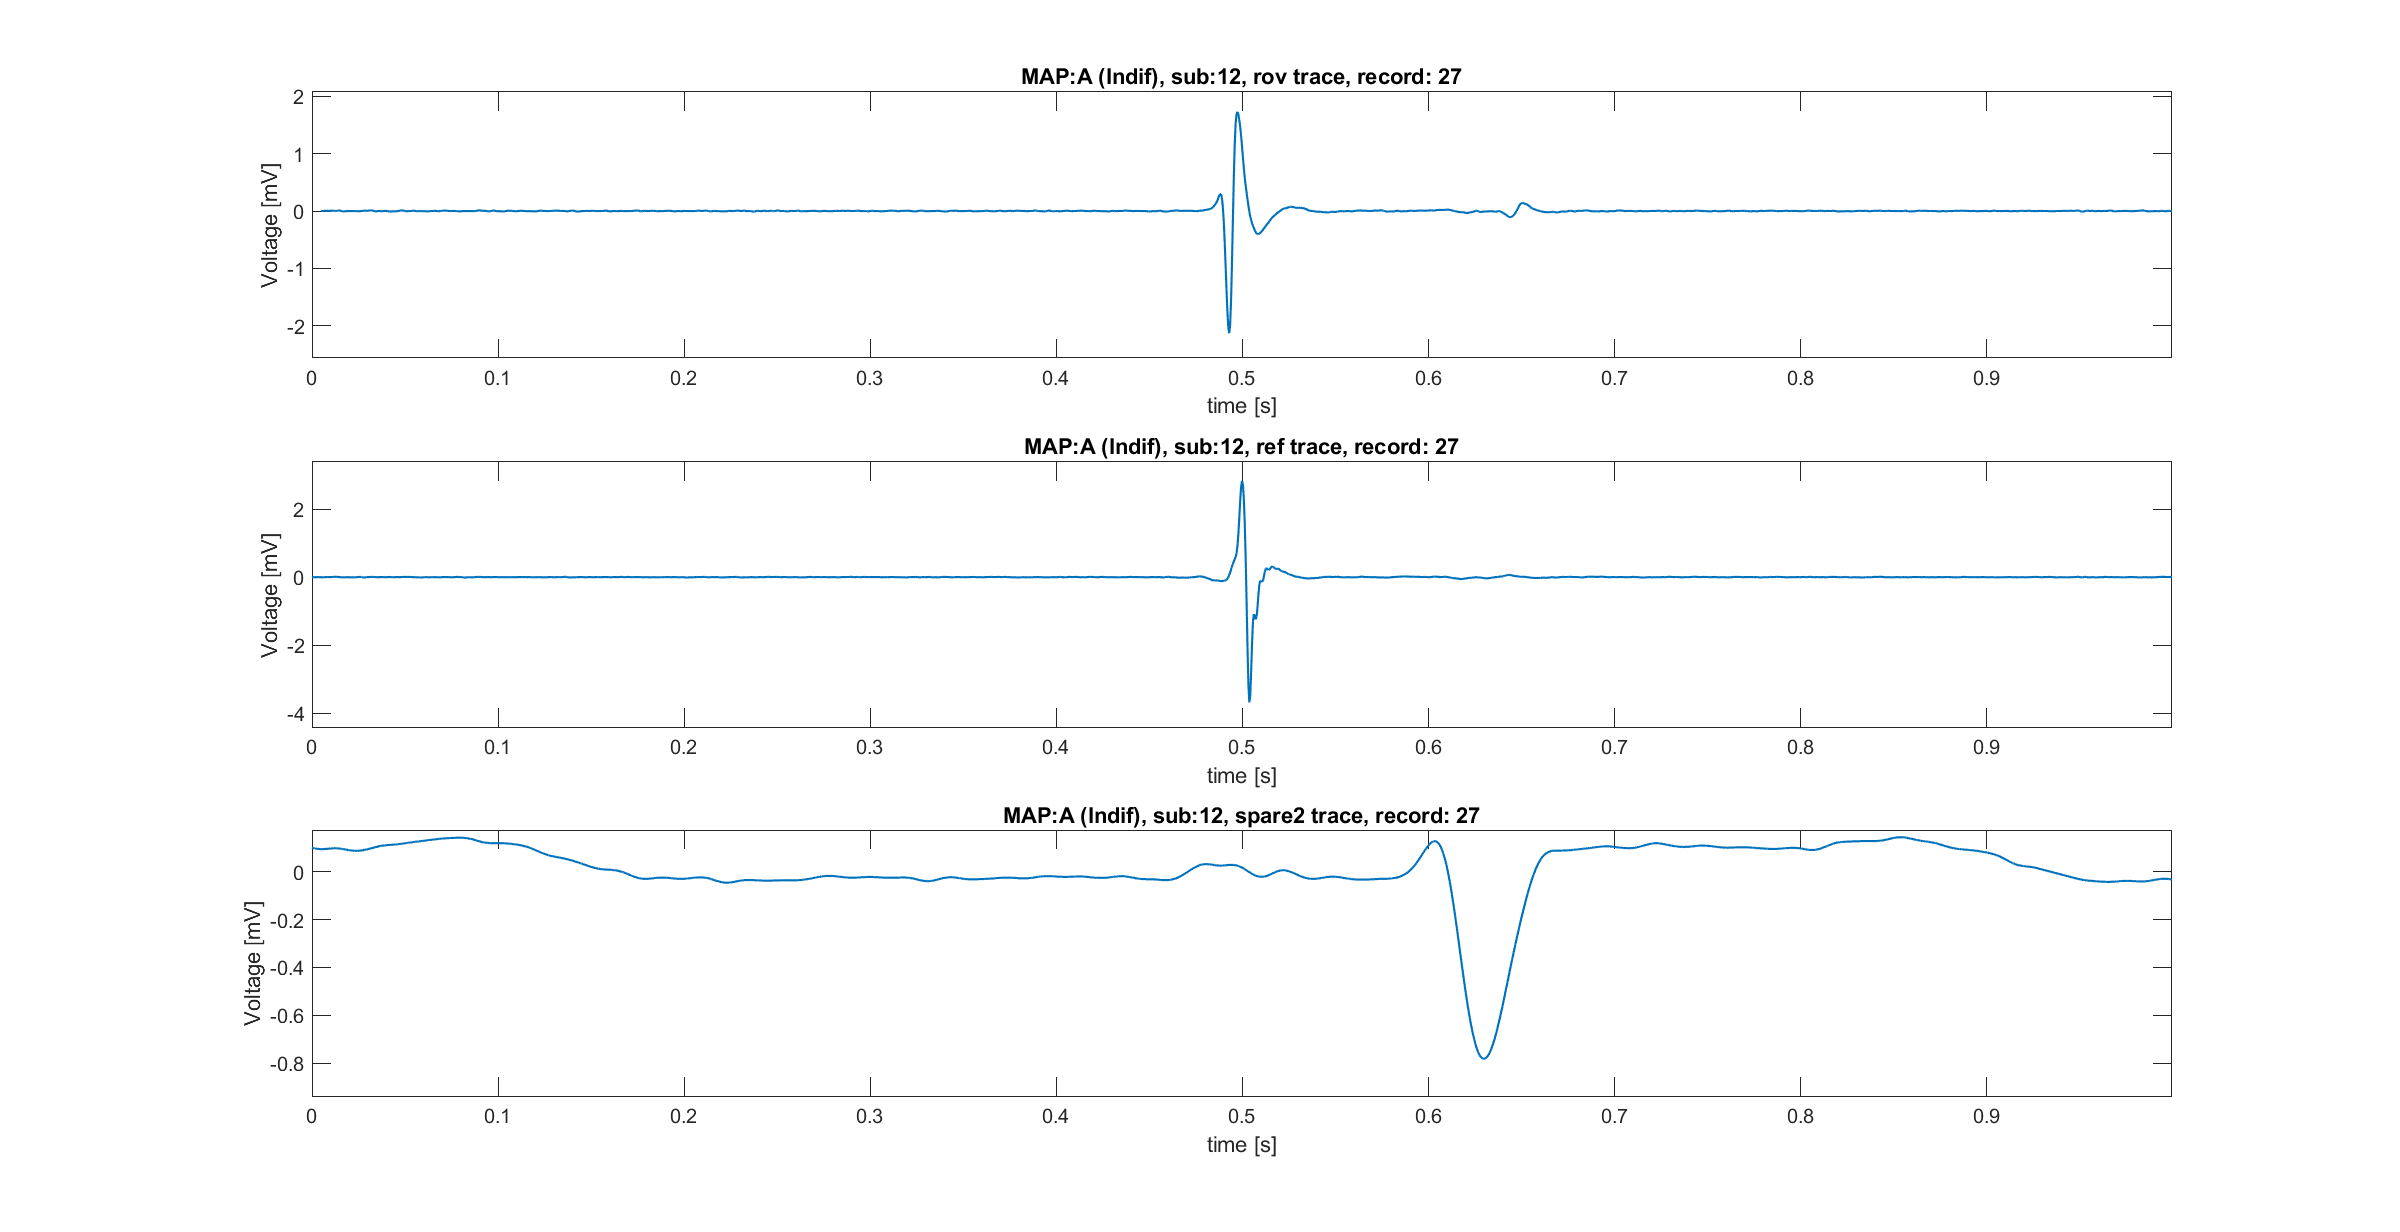 MAP:A (Indif), sub:12, rov trace, record: 27
2
1
0
-1
-2
Voltage [mV]
0 0.1 0.2 0.3 0.4 0.5 0.6 0.7 0.8 0.9
time [s]
MAP:A (Indif), sub:12, ref trace, record: 27
2
0
-2
-4
Voltage [mV]
0 0.1 0.2 0.3 0.4 0.5 0.6 0.7 0.8 0.9
time [s]
MAP:A (Indif), sub:12, spare2 trace, record: 27
0
-0.2
-0.4
-0.6
-0.8
Voltage [mV]
0 0.1 0.2 0.3 0.4 0.5 0.6 0.7 0.8 0.9
time [s]